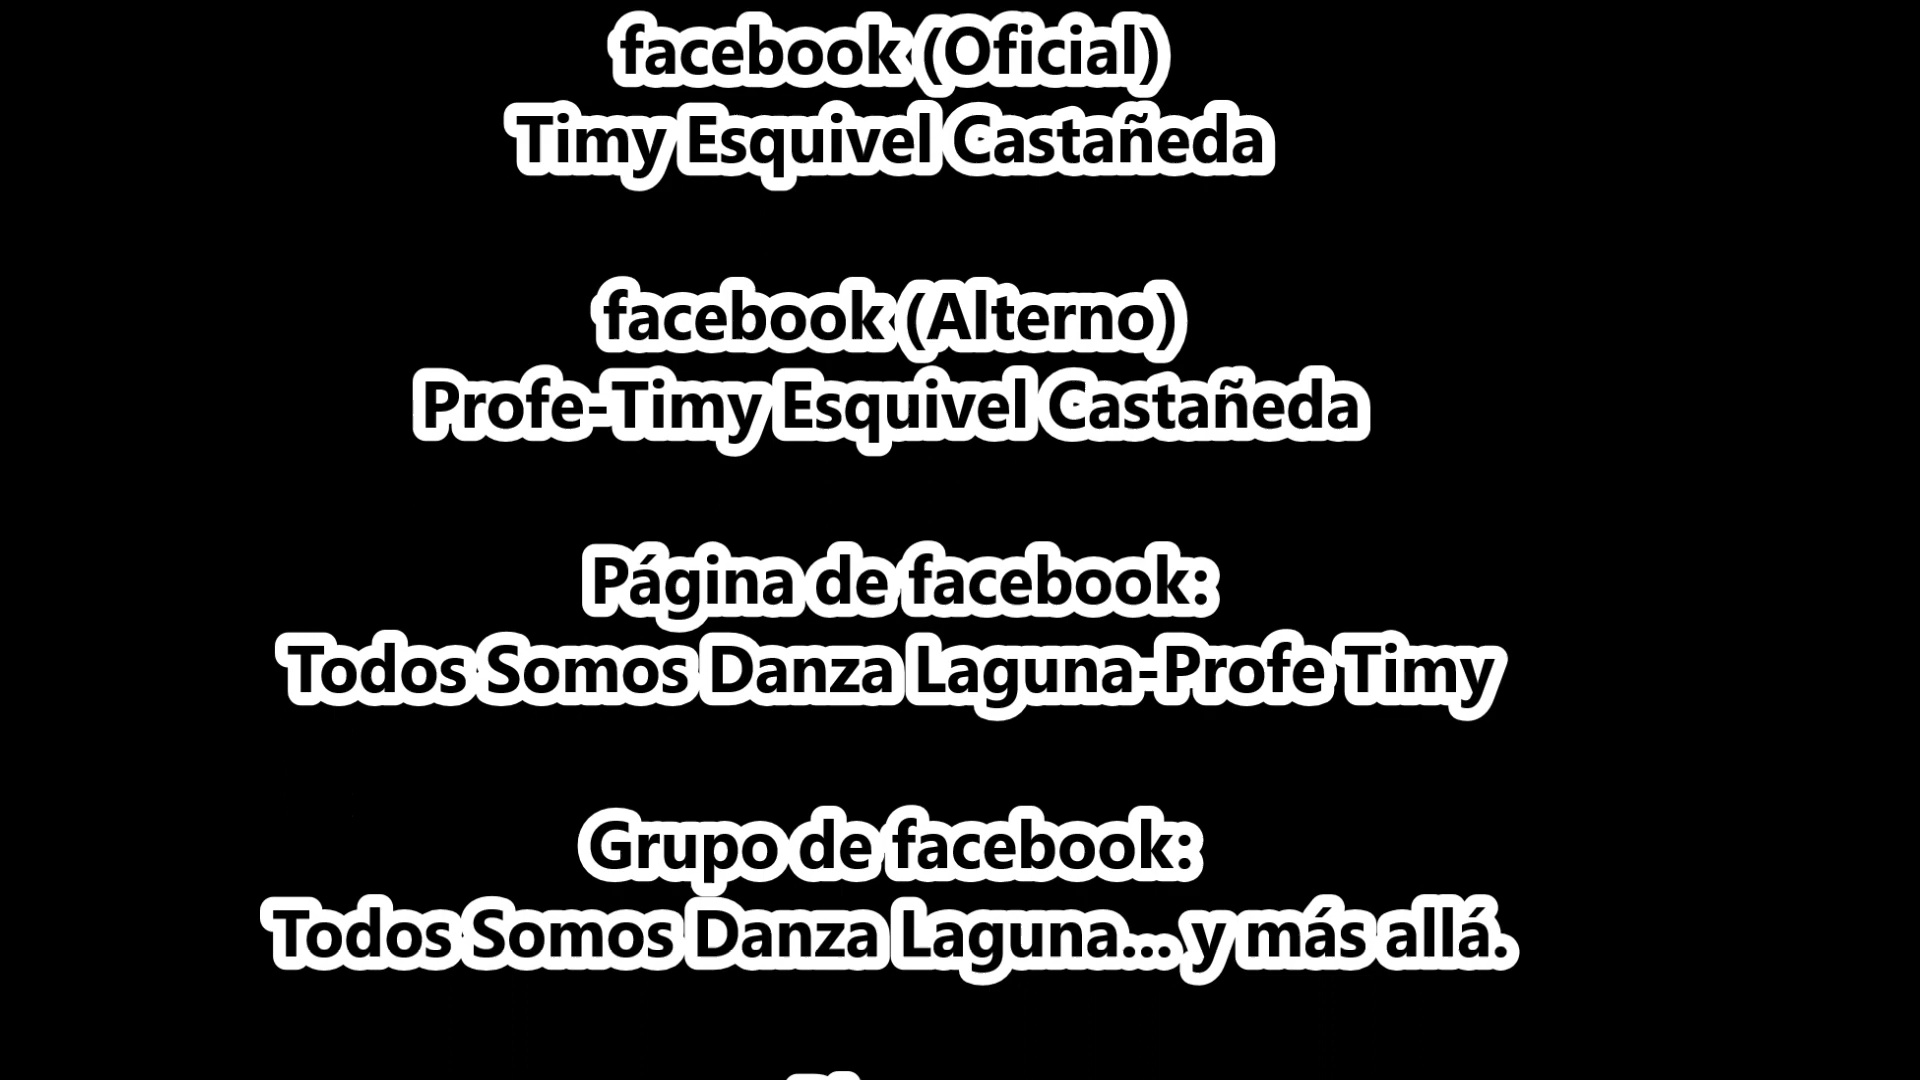 facebook (Oficial)
Timy Esquivel Castañeda
facebook (Alterno)
Profe-Timy Esquivel Castañeda
Página de facebook:
Todos Somos Danza Laguna-Profe Timy
Grupo de facebook:
Todos Somos Danza Laguna... y más allá.